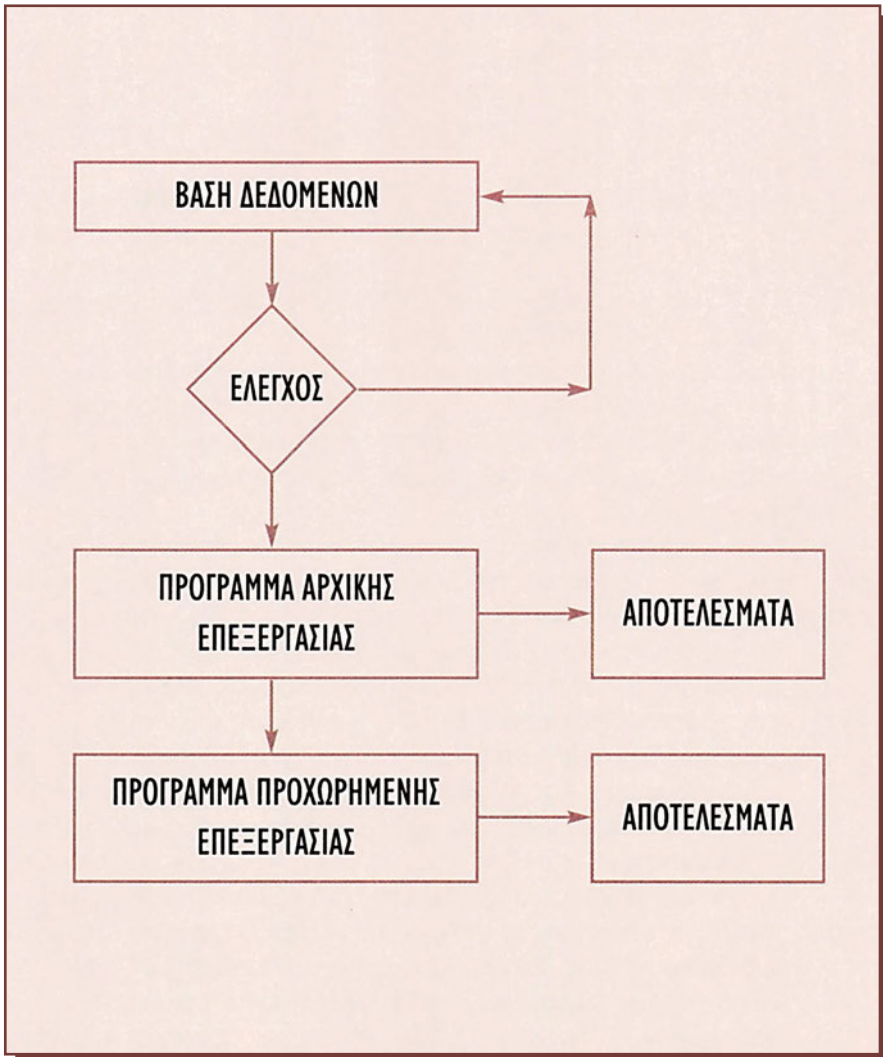 ΒΑΣΗ ΔΕΔΟΜΕΝΩΝ
ΕΛΕΓΧΟΣ
ΠΡΟΓΡΑΜΜΑ ΑΡΧΙΚΗΣ
ΕΠΕΞΕΡΓΑΣΙΑΣ
ΑΠΟΤΕΛΕΣΜΑΤΑ
ΠΡΟΓΡΑΜΜΑ ΠΡΟΧΩΡΗΜΕΝΗΣ
ΕΠΕΞΕΡΓΑΣΙΑΣ
ΑΠΟΤΕΛΕΣΜΑΤΑ